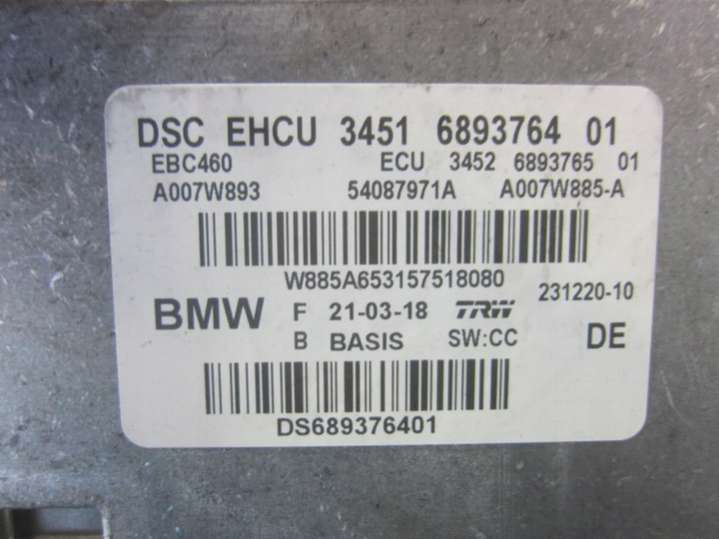 DSC EHCU 3451 6893764 01
EBC460 ECU 3452 6893765 01
A007W893 54087971A A007W885-A
W885A653157518080
BMW F 21-03-18 TRW 231220-10
B BASIS SW:CC DE
DS689376401